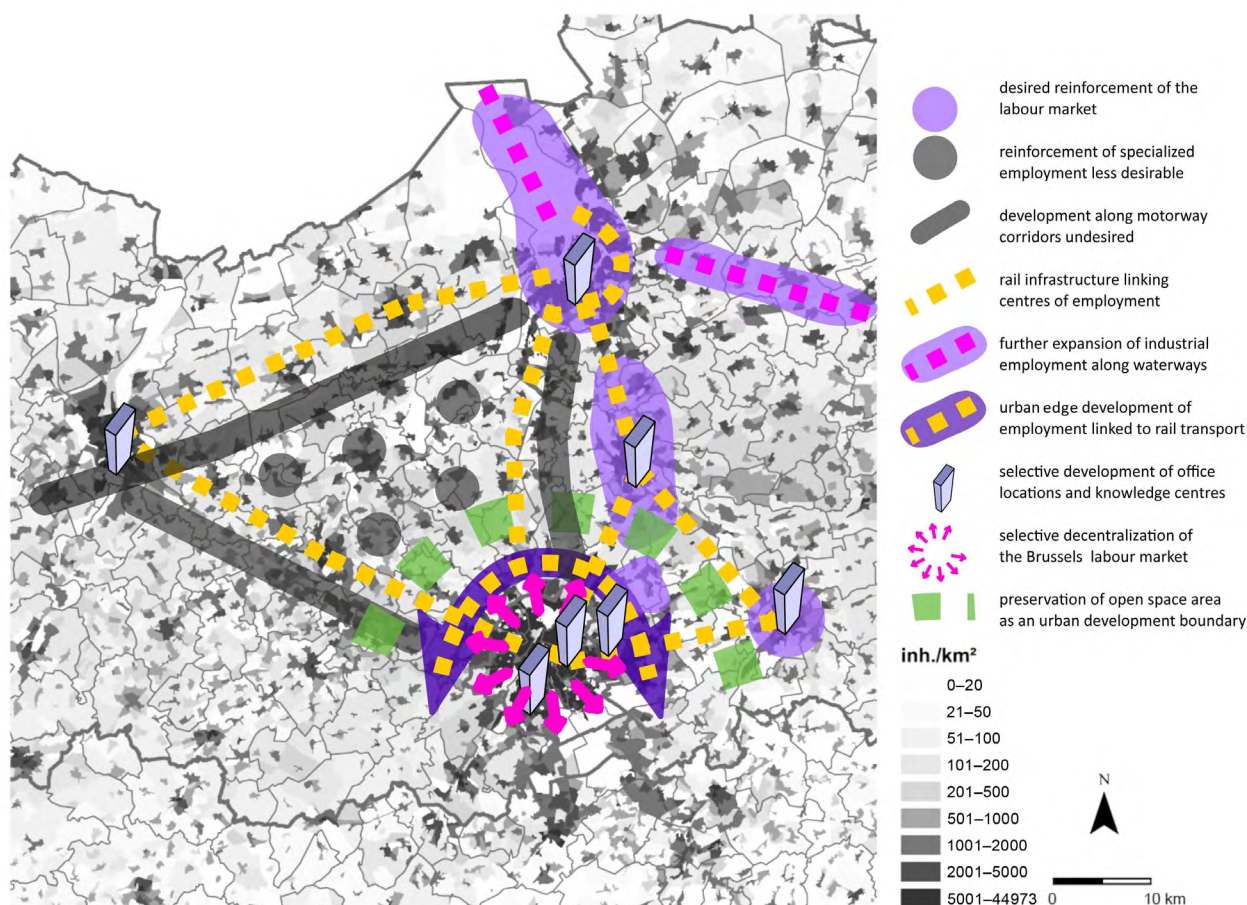 desired reinforcement of the
labour market
reinforcement of specialized
employment less desirable
development along motorway
corridors undesired
rail infrastructure linking
centres of employment
further expansion of industrial
employment along waterways
urban edge development of
employment linked to rail transport
selective development of office
locations and knowledge centres
selective decentralization of
the Brussels labour market
preservation of open space area
as an urban development boundary
inh./km²
0–20
21–50
51–100
101–200
201–500
501–1000
1001–2000
2001–5000
5001–44973
N
0 10 km